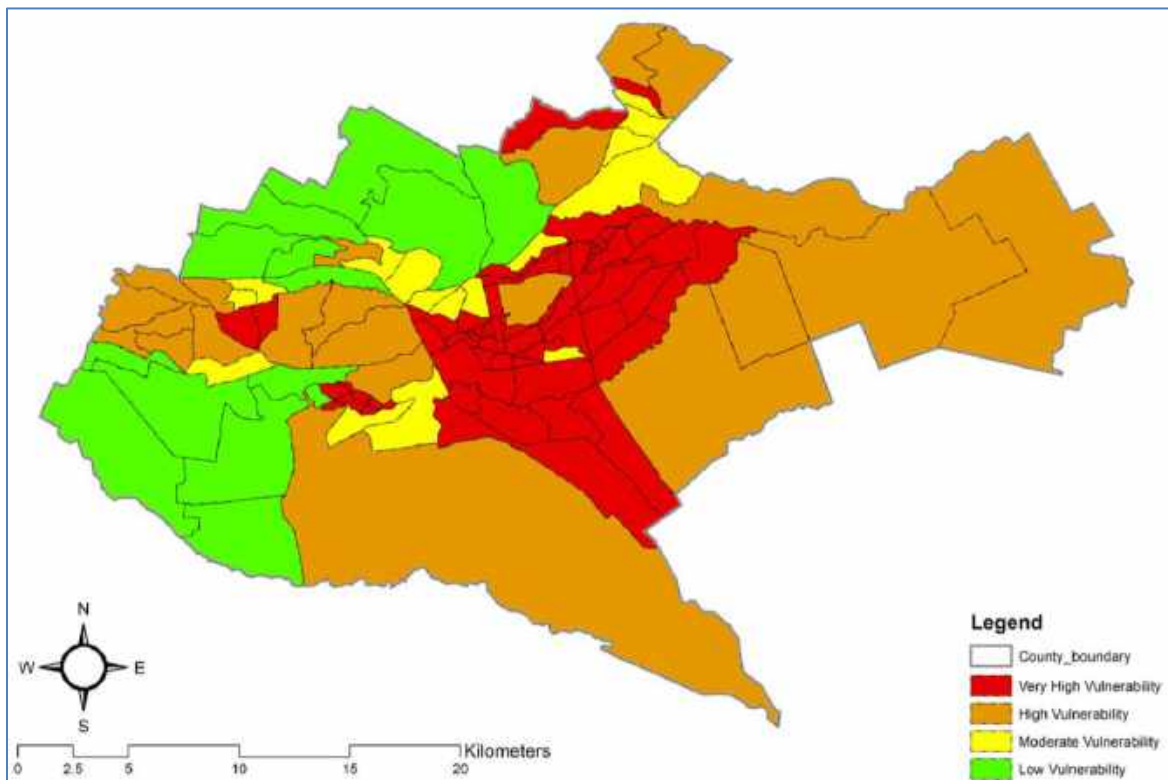 N
W E
S
Kilometers
0 2.5 5 10 15 20
Legend
County_boundary
Very High Vulnerability
High Vulnerability
Moderate Vulnerability
Low Vulnerability